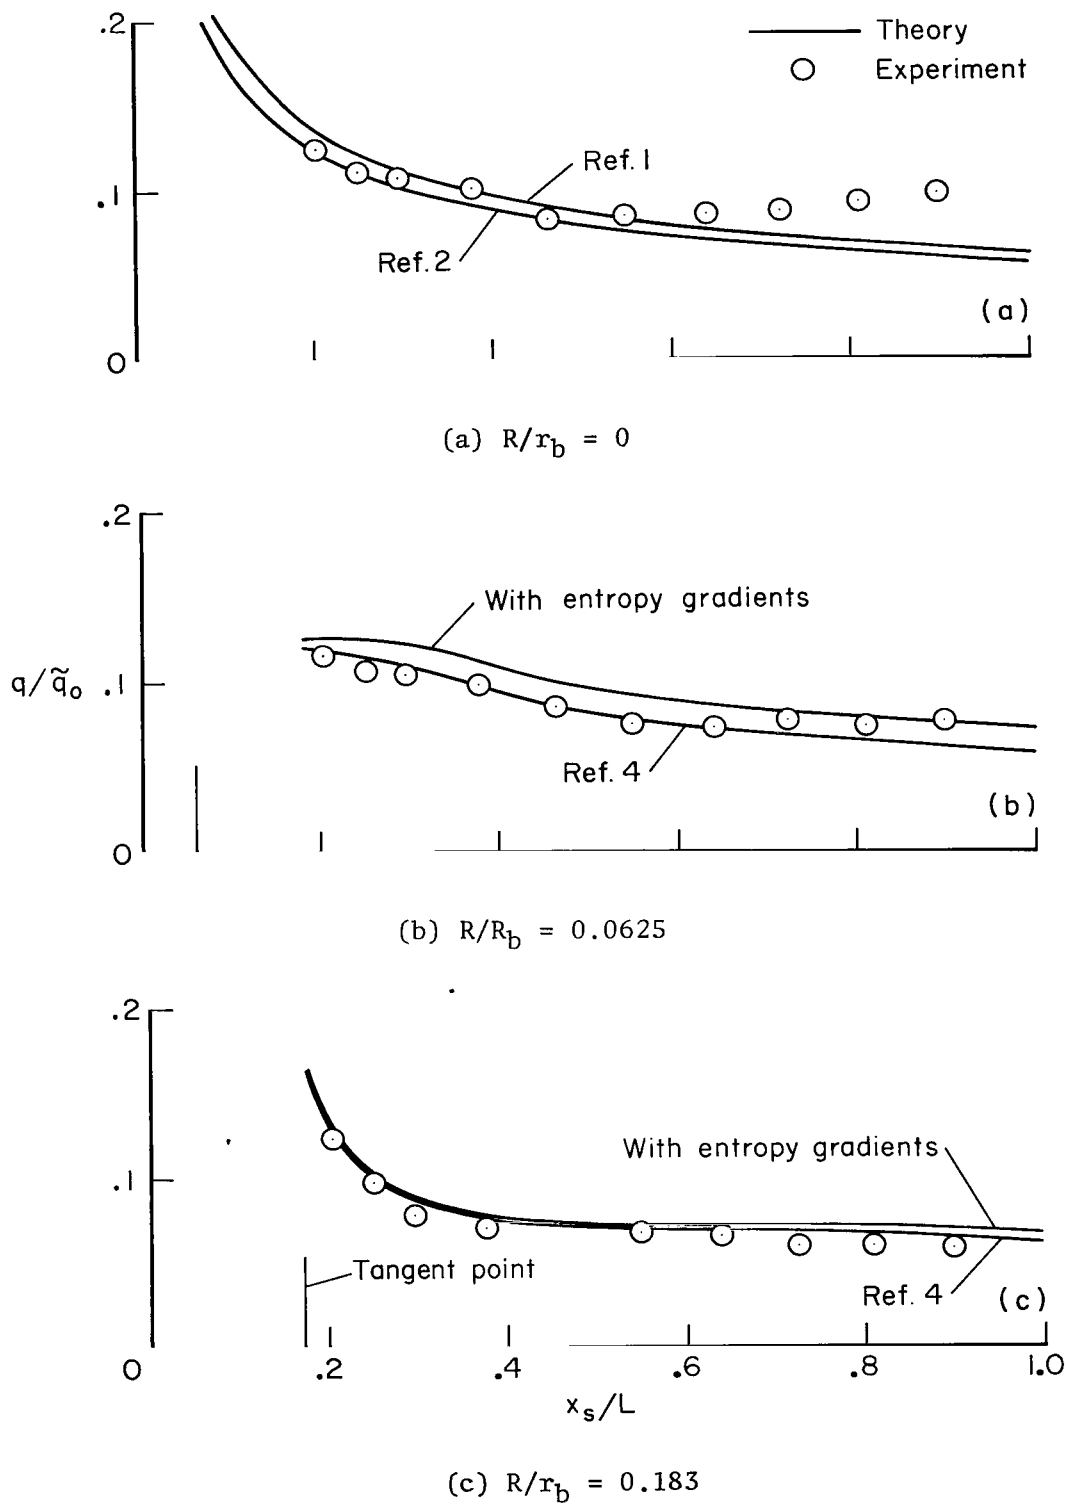 .2
Theory
Experiment
Ref. 1
.1
Ref. 2
(a)
0
(a) R/r_b = 0
.2
With entropy gradients
q/q̃_o
.1
Ref. 4
(b)
0
(b) R/R_b = 0.0625
.2
With entropy gradients
.1
Tangent point
Ref. 4
(c)
0 .2 .4 .6 .8 1.0
x_s/L
(c) R/r_b = 0.183